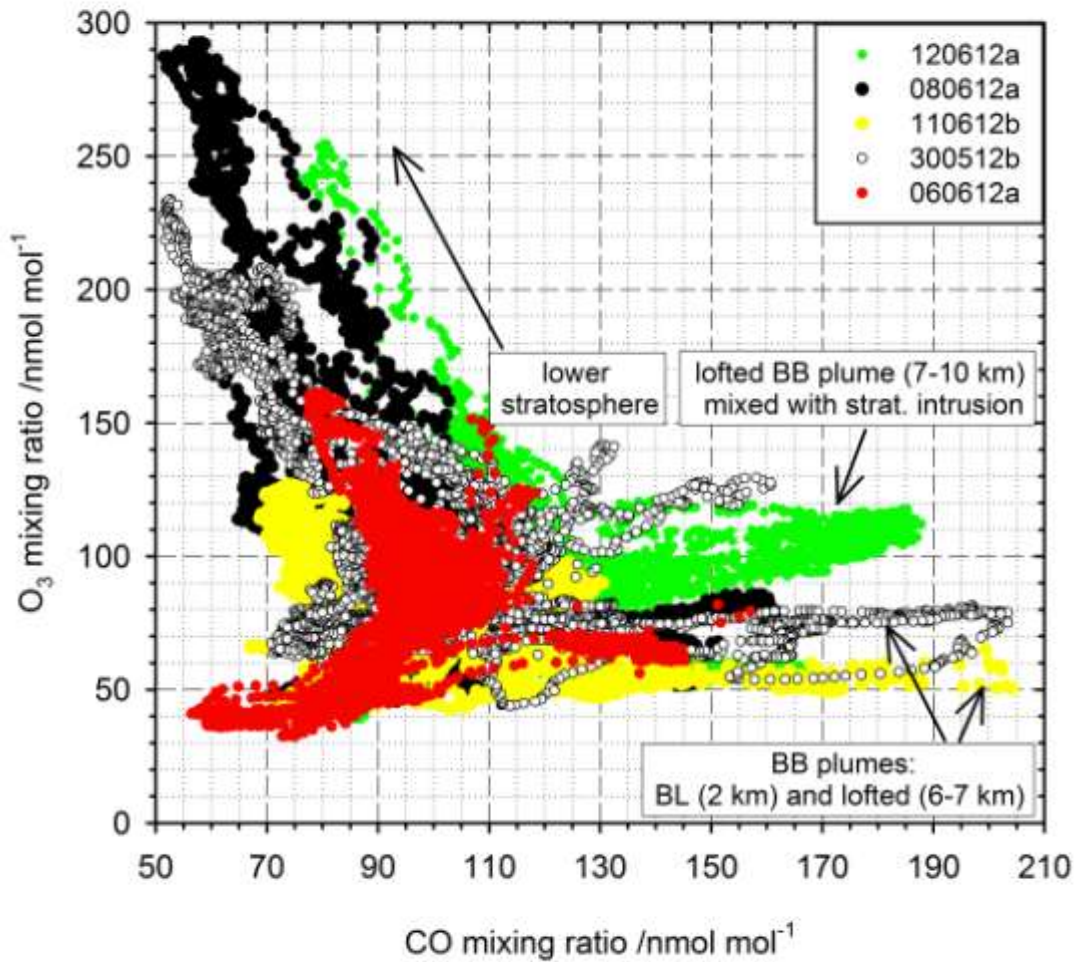 300
250
200
150
100
50
0
50
70
90
110
130
150
170
190
210
O₃ mixing ratio /nmol mol⁻¹
CO mixing ratio /nmol mol⁻¹
120612a
080612a
110612b
300512b
060612a
lower
stratosphere
lofted BB plume (7-10 km)
mixed with strat. intrusion
BB plumes:
BL (2 km) and lofted (6-7 km)